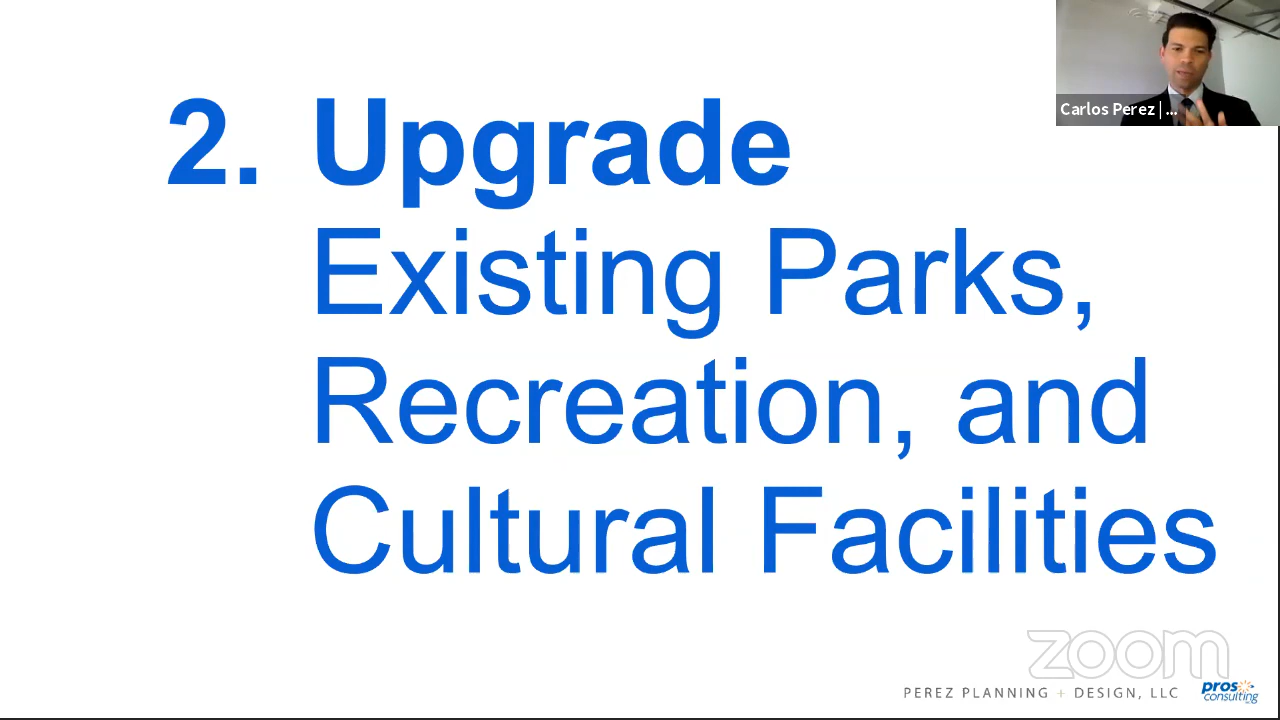 Carlos Perez | ...
2. Upgrade
Existing Parks,
Recreation, and
Cultural Facilities
zoom
PEREZ PLANNING + DESIGN, LLC
pros
consulting